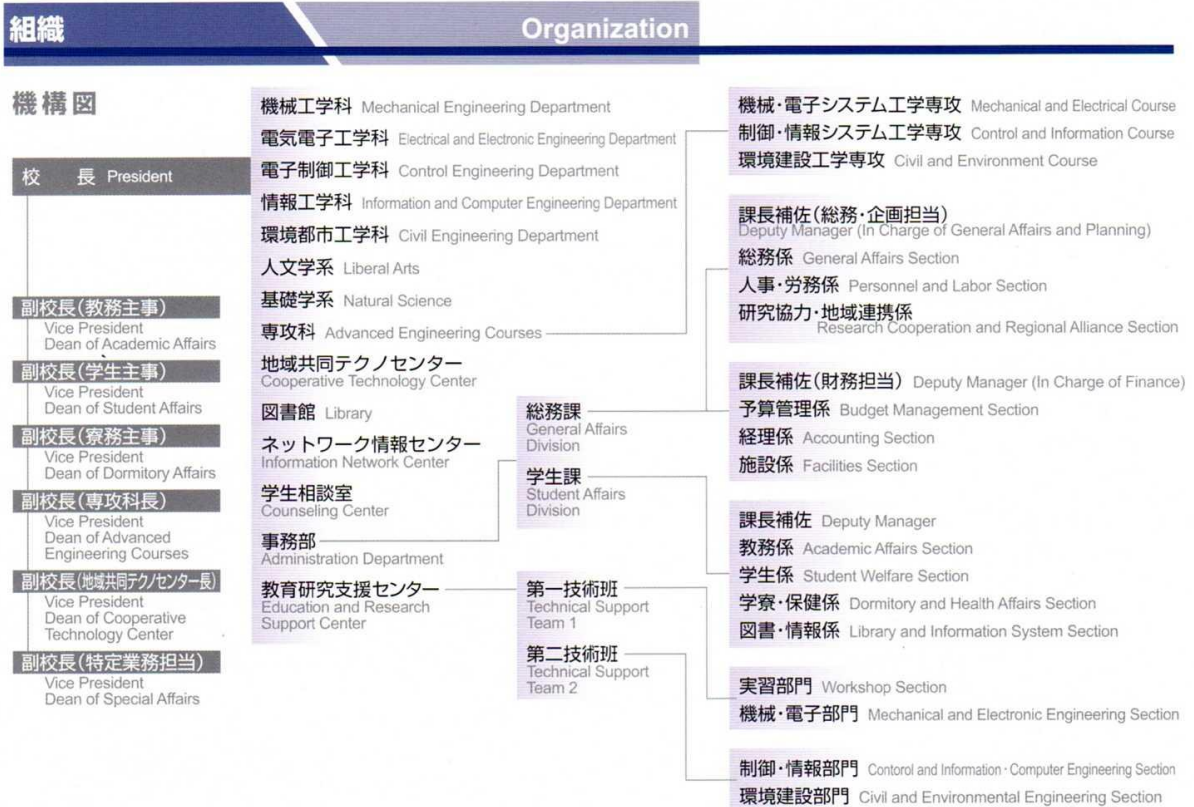 組織
Organization
機構図
校 長 President
副校長(教務主事)
Vice President
Dean of Academic Affairs
副校長(学生主事)
Vice President
Dean of Student Affairs
副校長(寮務主事)
Vice President
Dean of Dormitory Affairs
副校長(専攻科長)
Vice President
Dean of Advanced
Engineering Courses
副校長(地域共同テクノセンター長)
Vice President
Dean of Cooperative
Technology Center
副校長(特定業務担当)
Vice President
Dean of Special Affairs
機械工学科 Mechanical Engineering Department
電気電子工学科 Electrical and Electronic Engineering Department
電子制御工学科 Control Engineering Department
情報工学科 Information and Computer Engineering Department
環境都市工学科 Civil Engineering Department
人文学系 Liberal Arts
基礎学系 Natural Science
専攻科 Advanced Engineering Courses
地域共同テクノセンター
Cooperative Technology Center
図書館 Library
ネットワーク情報センター
Information Network Center
学生相談室
Counseling Center
事務部
Administration Department
教育研究支援センター
Education and Research
Support Center
総務課
General Affairs
Division
学生課
Student Affairs
Division
第一技術班
Technical Support
Team 1
第二技術班
Technical Support
Team 2
機械・電子システム工学専攻 Mechanical and Electrical Course
制御・情報システム工学専攻 Control and Information Course
環境建設工学専攻 Civil and Environment Course
課長補佐(総務・企画担当)
Deputy Manager (In Charge of General Affairs and Planning)
総務係 General Affairs Section
人事・労務係 Personnel and Labor Section
研究協力・地域連携係
Research Cooperation and Regional Alliance Section
課長補佐(財務担当) Deputy Manager (In Charge of Finance)
予算管理係 Budget Management Section
経理係 Accounting Section
施設係 Facilities Section
課長補佐 Deputy Manager
教務係 Academic Affairs Section
学生係 Student Welfare Section
学寮・保健係 Dormitory and Health Affairs Section
図書・情報係 Library and Information System Section
実習部門 Workshop Section
機械・電子部門 Mechanical and Electronic Engineering Section
制御・情報部門 Contorol and Information・Computer Engineering Section
環境建設部門 Civil and Environmental Engineering Section